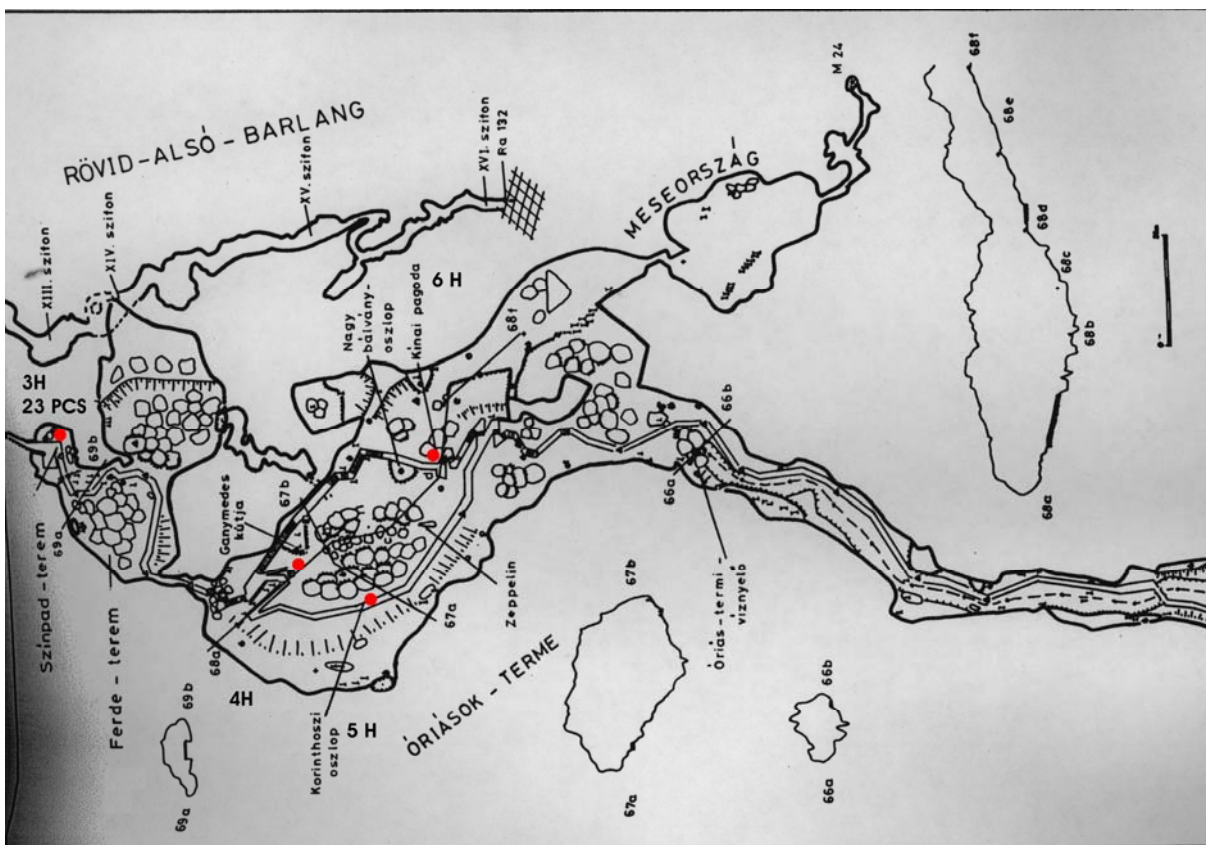 RÖVID-ALSÓ-BARLANG
XIII. szifon
XIV. szifon
XV. szifon
XVI. szifon
Ra 132
MESEORSZÁG
M 24
68f
68e
68d
68c
68b
68a
0
3H
23 PCS
69b
69a
Színpad-terem
Ferde-terem
6 H
Nagy
bálvány-
oszlop
Kínai pagoda
68f
Ganymedes
kútja
67b
67a
Zeppelin
68a
4H
5 H
Korinthoszi
oszlop
ÓRIÁSOK-TERME
66b
66a
Óriás-termi-
víznyelő
69b
69a
67b
67a
66b
66a